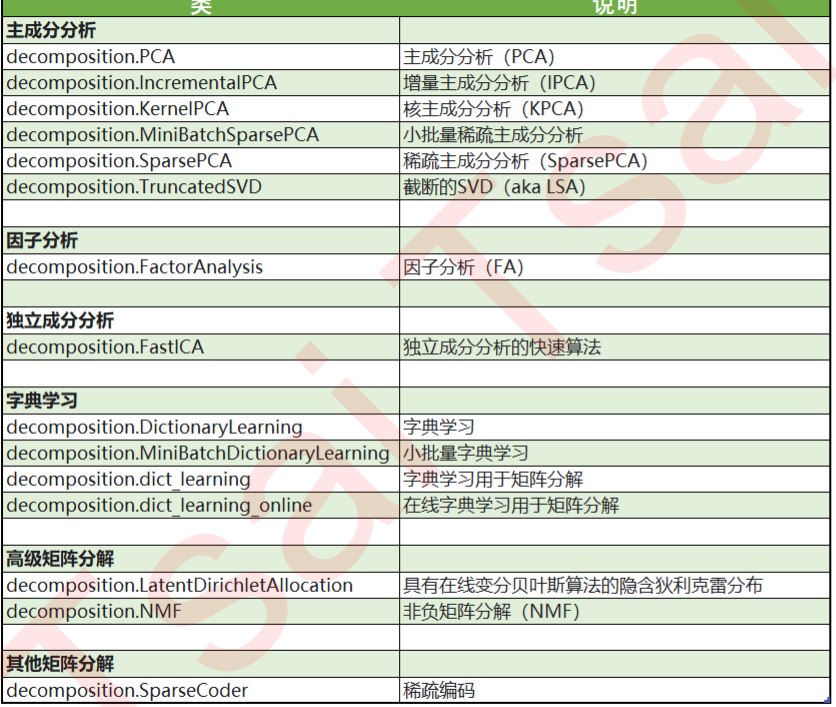 类 说明
主成分分析
decomposition.PCA 主成分分析（PCA）
decomposition.IncrementalPCA 增量主成分分析（IPCA）
decomposition.KernelPCA 核主成分分析（KPCA）
decomposition.MiniBatchSparsePCA 小批量稀疏主成分分析
decomposition.SparsePCA 稀疏主成分分析（SparsePCA）
decomposition.TruncatedSVD 截断的SVD（aka LSA）
因子分析
decomposition.FactorAnalysis 因子分析（FA）
独立成分分析
decomposition.FastICA 独立成分分析的快速算法
字典学习
decomposition.DictionaryLearning 字典学习
decomposition.MiniBatchDictionaryLearning 小批量字典学习
decomposition.dict_learning 字典学习用于矩阵分解
decomposition.dict_learning_online 在线字典学习用于矩阵分解
高级矩阵分解
decomposition.LatentDirichletAllocation 具有在线变分贝叶斯算法的隐含狄利克雷分布
decomposition.NMF 非负矩阵分解（NMF）
其他矩阵分解
decomposition.SparseCoder 稀疏编码
Tsai Tsai